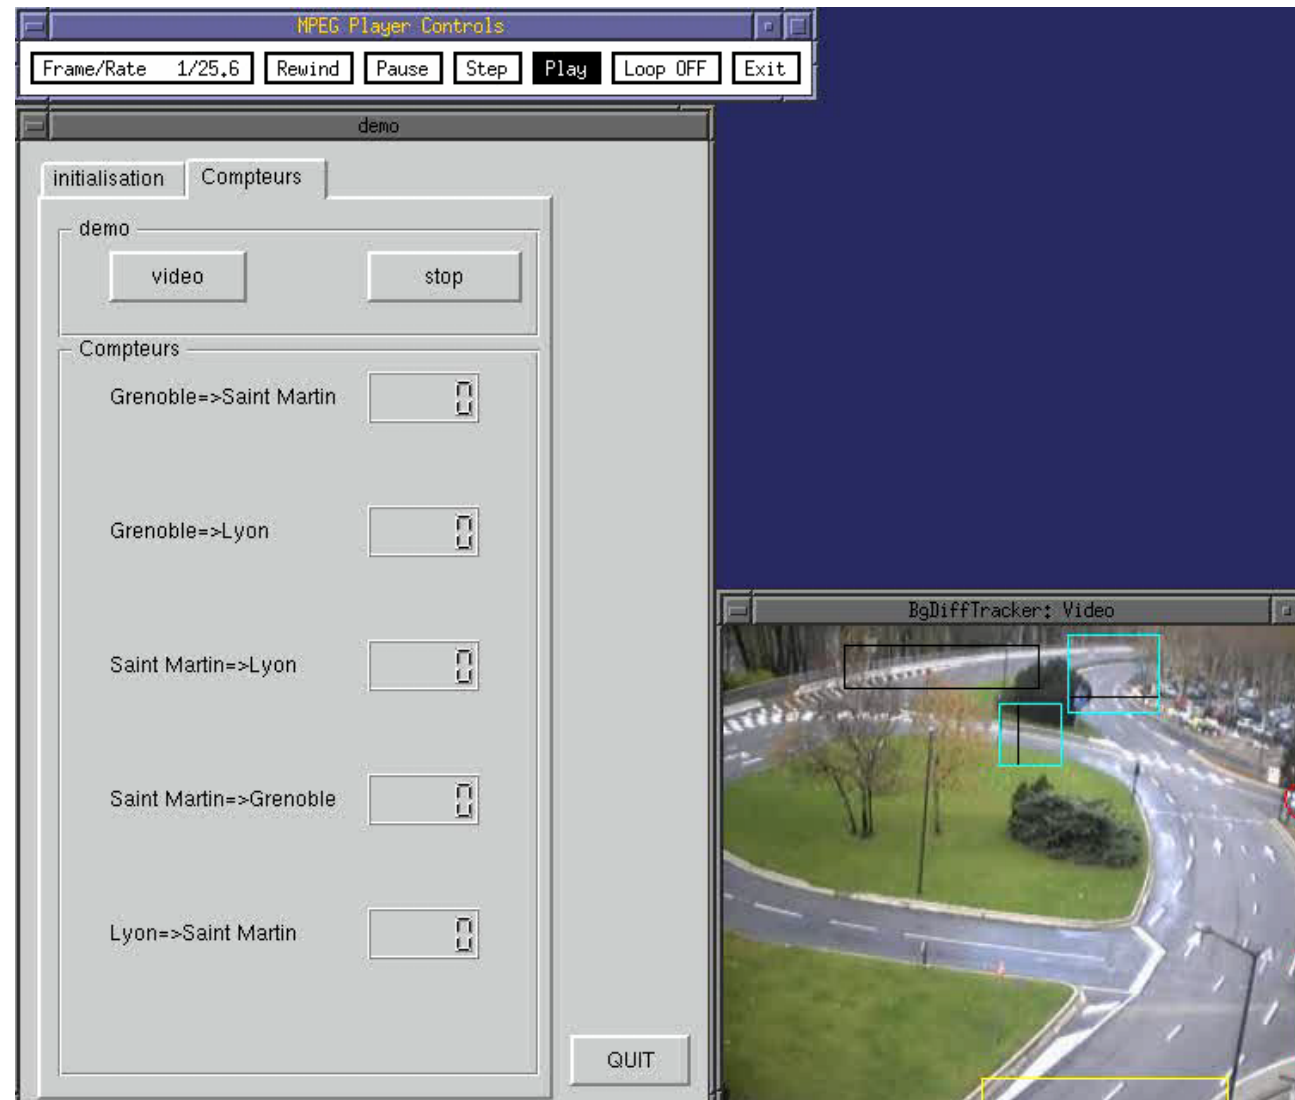 MPEG Player Controls
Frame/Rate 1/25.6 Rewind Pause Step Play Loop OFF Exit
demo
initialisation Compteurs
demo
video stop
Compteurs
Grenoble=>Saint Martin 0
Grenoble=>Lyon 0
Saint Martin=>Lyon 0
Saint Martin=>Grenoble 0
Lyon=>Saint Martin 0
QUIT
BgDiffTracker: Video